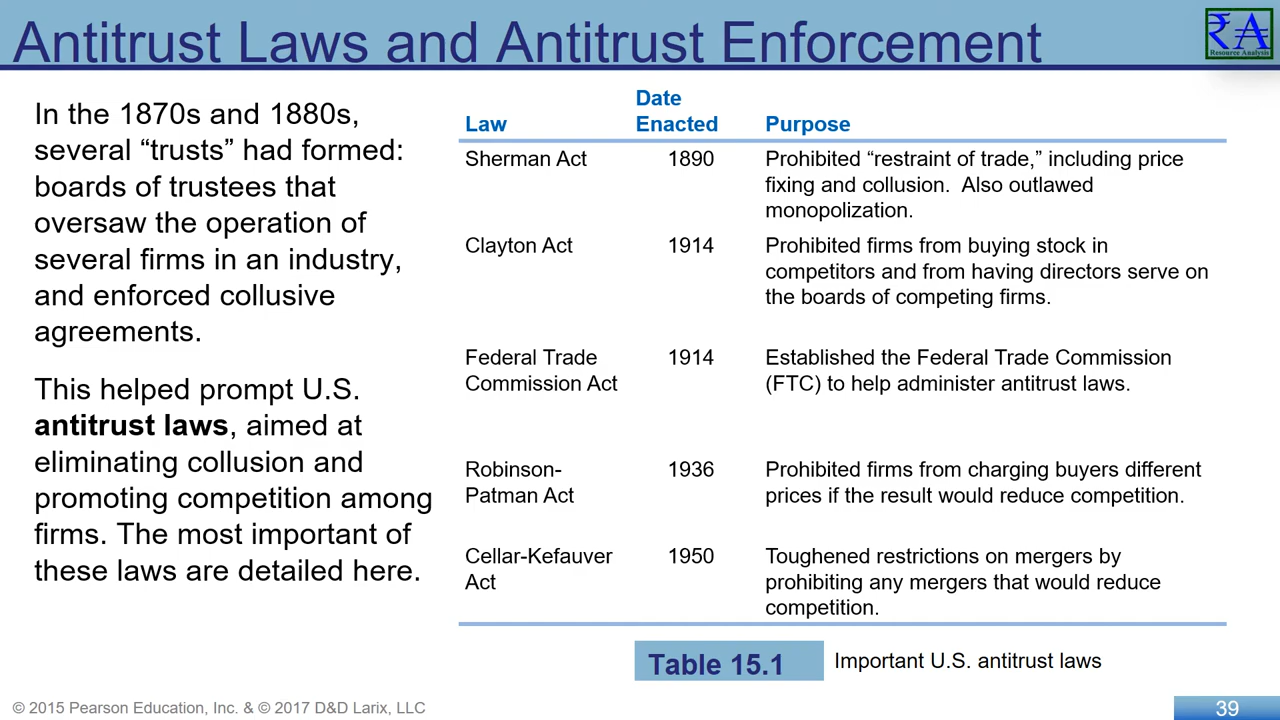 Antitrust Laws and Antitrust Enforcement
₹A
Resource Analysis
In the 1870s and 1880s,
several “trusts” had formed:
boards of trustees that
oversaw the operation of
several firms in an industry,
and enforced collusive
agreements.
This helped prompt U.S.
antitrust laws, aimed at
eliminating collusion and
promoting competition among
firms. The most important of
these laws are detailed here.
Law
Date
Enacted
Purpose
Sherman Act
1890
Prohibited “restraint of trade,” including price
fixing and collusion.  Also outlawed
monopolization.
Clayton Act
1914
Prohibited firms from buying stock in
competitors and from having directors serve on
the boards of competing firms.
Federal Trade
Commission Act
1914
Established the Federal Trade Commission
(FTC) to help administer antitrust laws.
Robinson-
Patman Act
1936
Prohibited firms from charging buyers different
prices if the result would reduce competition.
Cellar-Kefauver
Act
1950
Toughened restrictions on mergers by
prohibiting any mergers that would reduce
competition.
Table 15.1
Important U.S. antitrust laws
© 2015 Pearson Education, Inc. & © 2017 D&D Larix, LLC
39